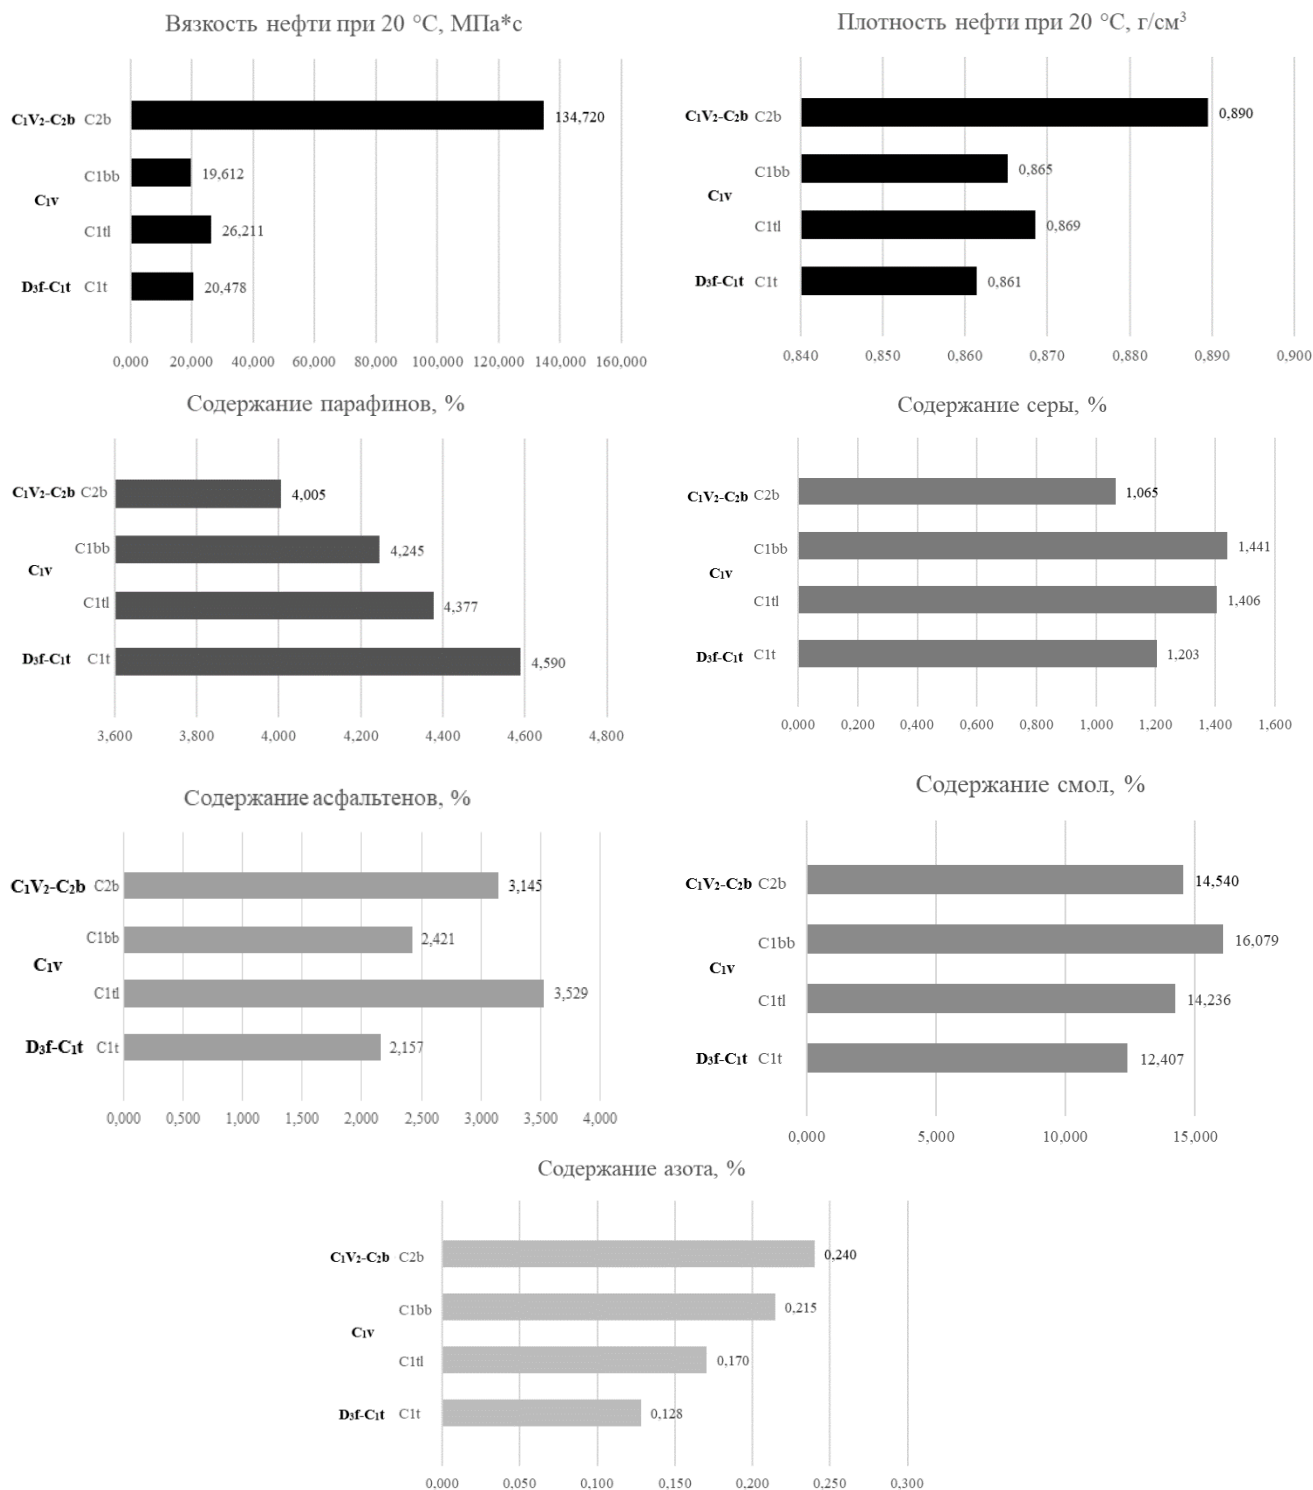 Вязкость нефти при 20 °С, МПа*с
C₁V₂-C₂b C2b 134,720
C1bb 19,612
C₁v
C1tl 26,211
D₃f-C₁t C1t 20,478
0,000 20,000 40,000 60,000 80,000 100,000 120,000 140,000 160,000
Плотность нефти при 20 °С, г/см³
C₁V₂-C₂b C2b 0,890
C1bb 0,865
C₁v
C1tl 0,869
D₃f-C₁t C1t 0,861
0,840 0,850 0,860 0,870 0,880 0,890 0,900
Содержание парафинов, %
C₁V₂-C₂b C2b 4,005
C1bb 4,245
C₁v
C1tl 4,377
D₃f-C₁t C1t 4,590
3,600 3,800 4,000 4,200 4,400 4,600 4,800
Содержание серы, %
C₁V₂-C₂b C2b 1,065
C1bb 1,441
C₁v
C1tl 1,406
D₃f-C₁t C1t 1,203
0,000 0,200 0,400 0,600 0,800 1,000 1,200 1,400 1,600
Содержание асфальтенов, %
C₁V₂-C₂b C2b 3,145
C1bb 2,421
C₁v
C1tl 3,529
D₃f-C₁t C1t 2,157
0,000 0,500 1,000 1,500 2,000 2,500 3,000 3,500 4,000
Содержание смол, %
C₁V₂-C₂b C2b 14,540
C1bb 16,079
C₁v
C1tl 14,236
D₃f-C₁t C1t 12,407
0,000 5,000 10,000 15,000
Содержание азота, %
C₁V₂-C₂b C2b 0,240
C1bb 0,215
C₁v
C1tl 0,170
D₃f-C₁t C1t 0,128
0,000 0,050 0,100 0,150 0,200 0,250 0,300